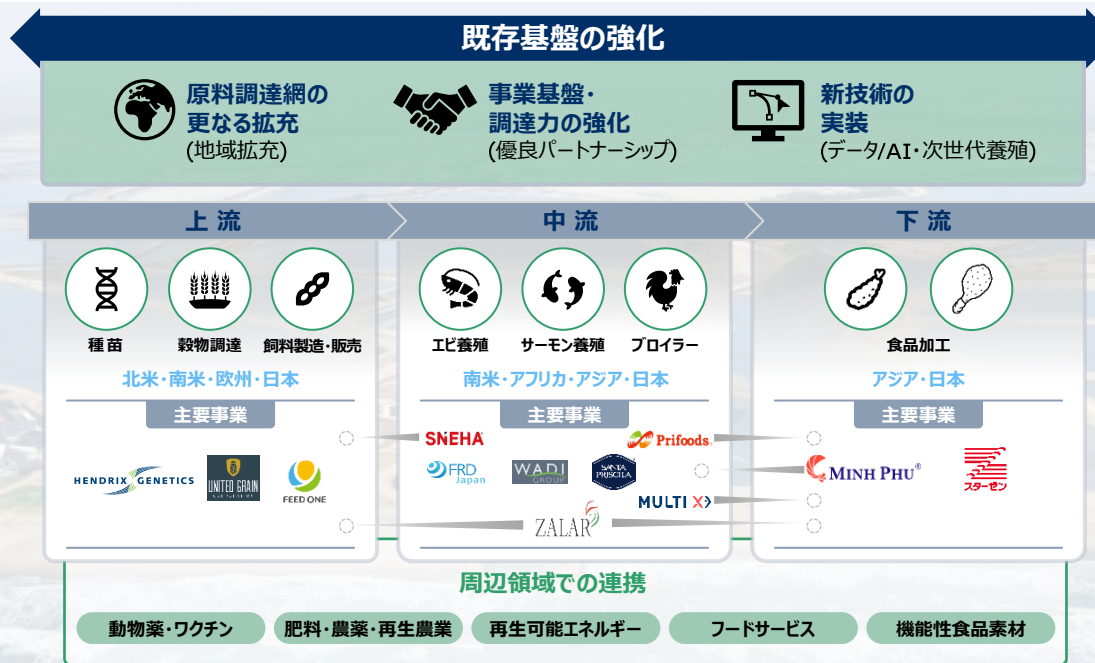 既存基盤の強化
原料調達網の
更なる拡充
(地域拡充)
事業基盤・
調達力の強化
(優良パートナーシップ)
新技術の
実装
(データ/AI・次世代養殖)
上流
中流
下流
種苗
穀物調達
飼料製造・販売
エビ養殖
サーモン養殖
ブロイラー
食品加工
北米・南米・欧州・日本
南米・アフリカ・アジア・日本
アジア・日本
主要事業
主要事業
主要事業
HENDRIX GENETICS
UNITED GRAIN
FEED ONE
SNEHA
Prifoods
FRD
Japan
WADI
GROUP
SANTA
PRISCILA
MULTI X
ZALAR
MINH PHU®
スターゼン
周辺領域での連携
動物薬・ワクチン
肥料・農薬・再生農業
再生可能エネルギー
フードサービス
機能性食品素材